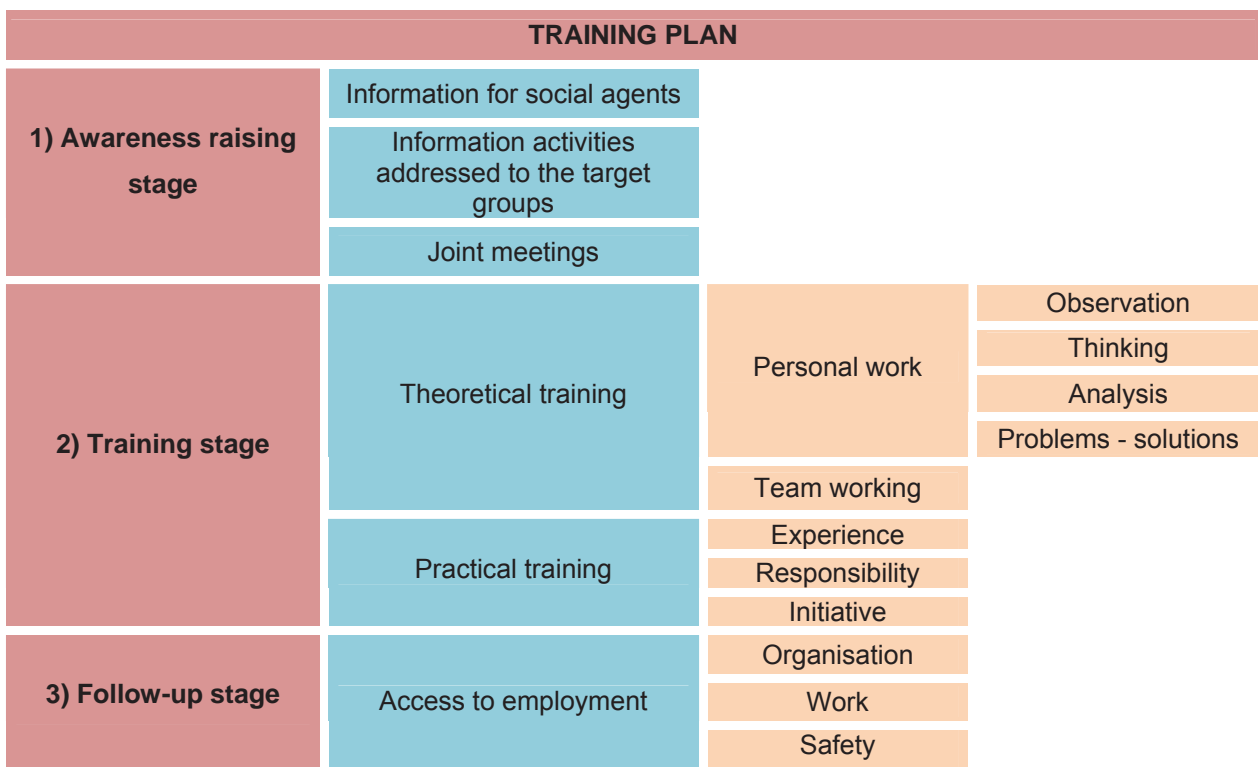 TRAINING PLAN
1) Awareness raising
stage
Information for social agents
Information activities
addressed to the target
groups
Joint meetings
2) Training stage
Theoretical training
Personal work
Observation
Thinking
Analysis
Problems - solutions
Team working
Practical training
Experience
Responsibility
Initiative
3) Follow-up stage
Access to employment
Organisation
Work
Safety